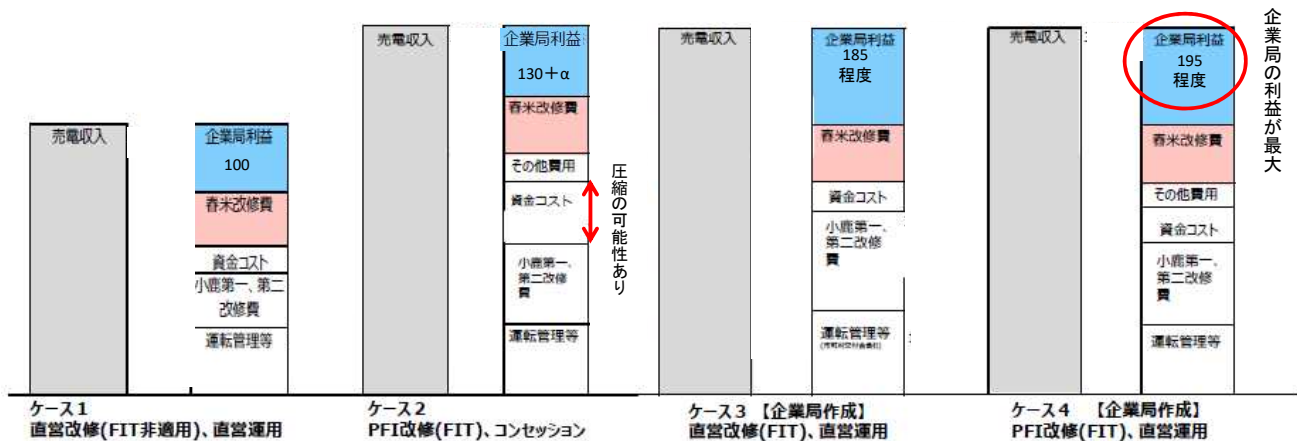 売電収入
企業局利益
100
春米改修費
資金コスト
小鹿第一、第二
改修費
運転管理等
ケース1
直営改修(FIT非適用)、直営運用
売電収入
企業局利益
130+α
春米改修費
その他費用
資金コスト
小鹿第一、
第二改修
費
運転管理等
圧縮の可能性あり
ケース2
PFI改修(FIT)、コンセッション
売電収入
企業局利益
185
程度
春米改修費
資金コスト
小鹿第一、
第二改修
費
運転管理等
ケース3 【企業局作成】
直営改修(FIT)、直営運用
売電収入
企業局利益
195
程度
春米改修費
その他費用
資金コスト
小鹿第一、
第二改修
費
運転管理等
企業局の利益が最大
ケース4 【企業局作成】
PFI改修(FIT)、直営運用